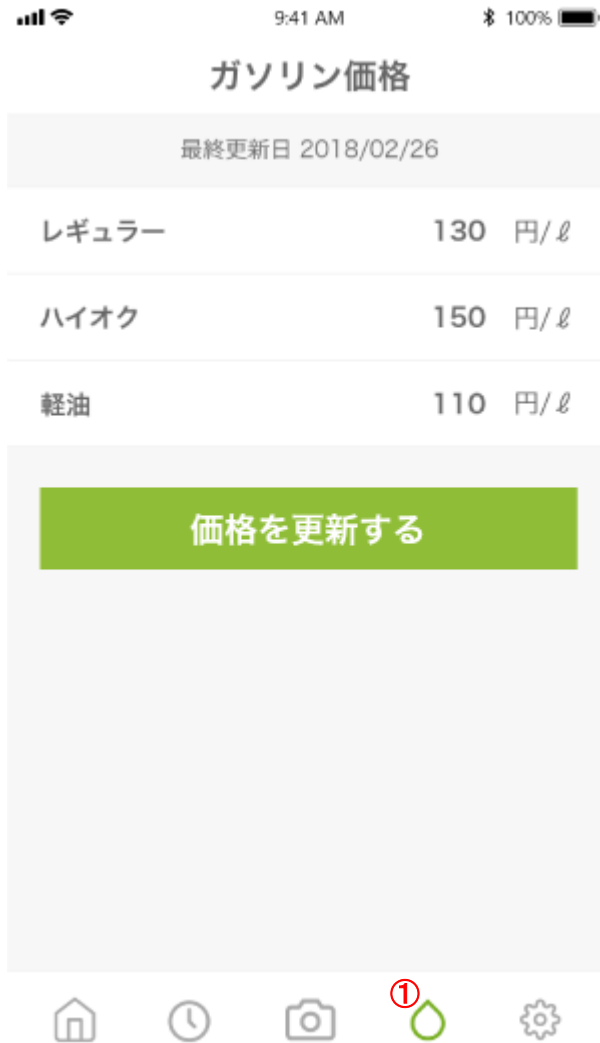 9:41 AM 100%
ガソリン価格
最終更新日 2018/02/26
レギュラー 130 円/ℓ
ハイオク 150 円/ℓ
軽油 110 円/ℓ
価格を更新する
①